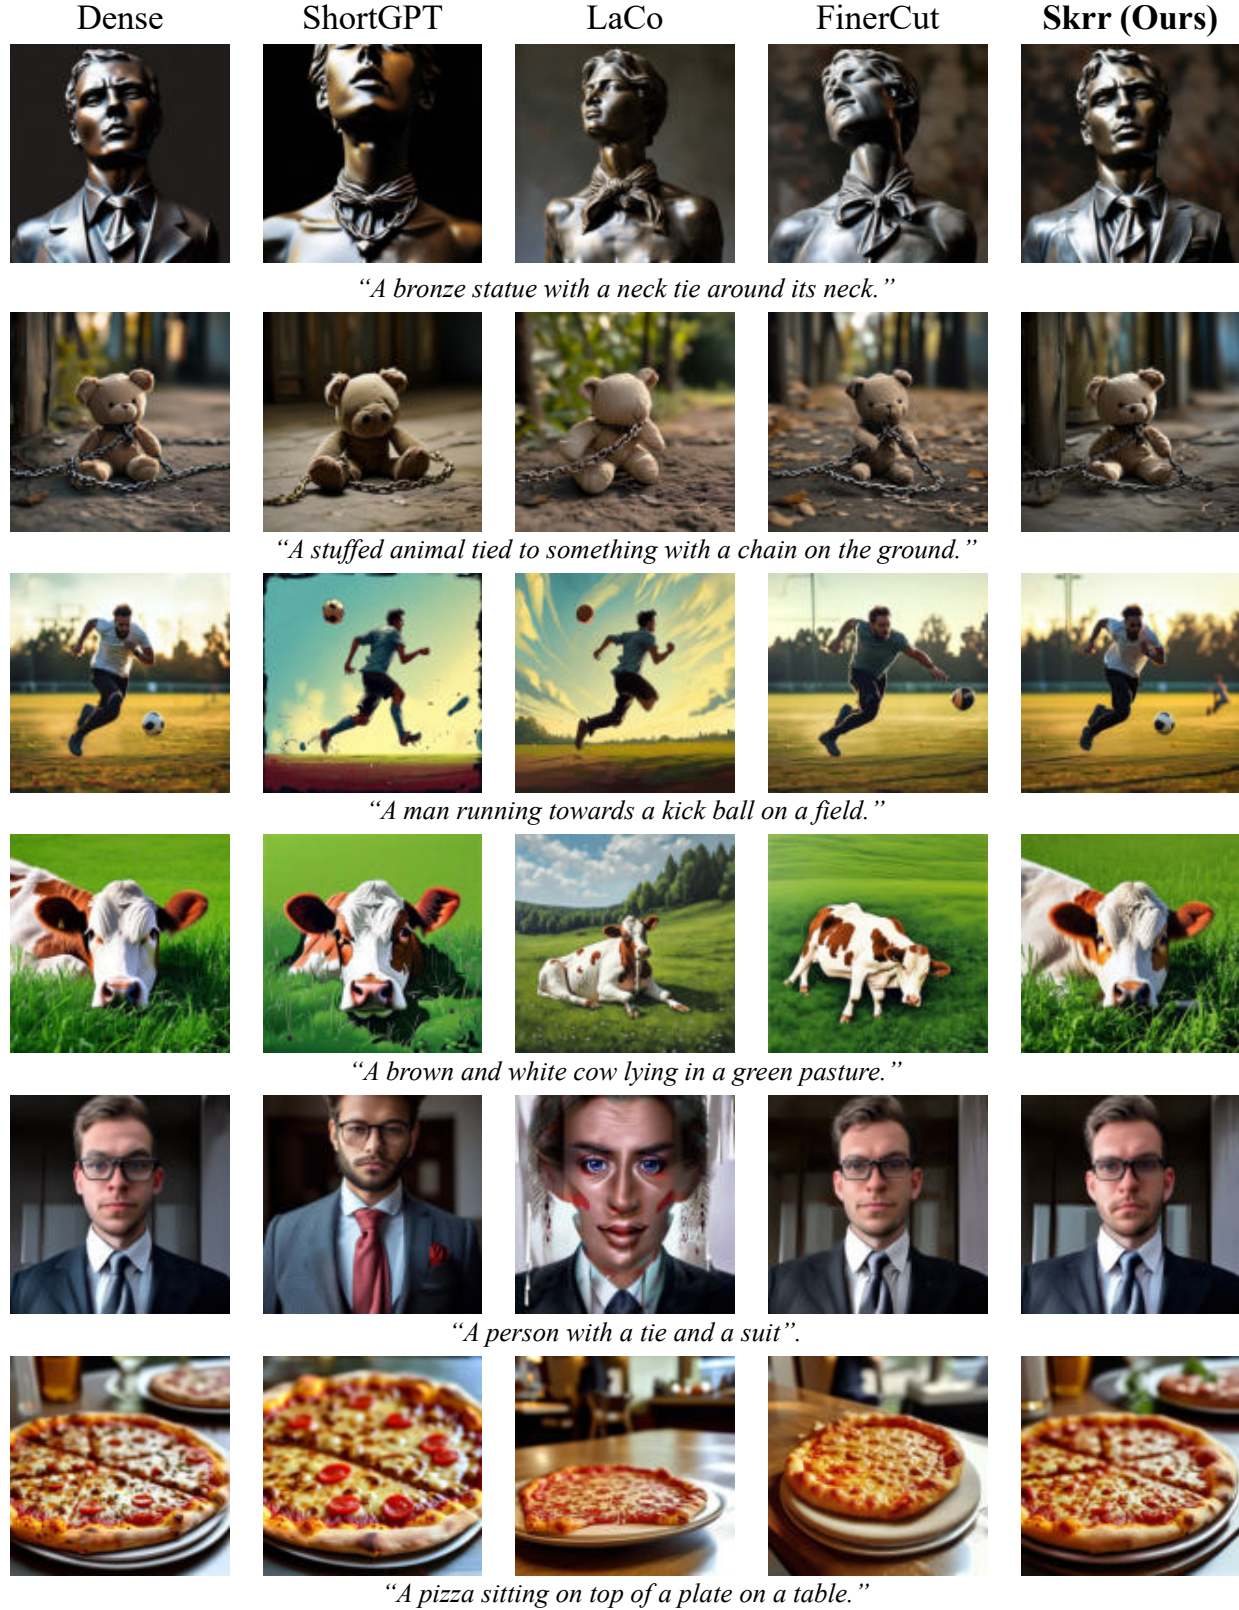 Dense ShortGPT LaCo FinerCut Skrr (Ours)
“A bronze statue with a neck tie around its neck.”
“A stuffed animal tied to something with a chain on the ground.”
“A man running towards a kick ball on a field.”
“A brown and white cow lying in a green pasture.”
“A person with a tie and a suit”.
“A pizza sitting on top of a plate on a table.”